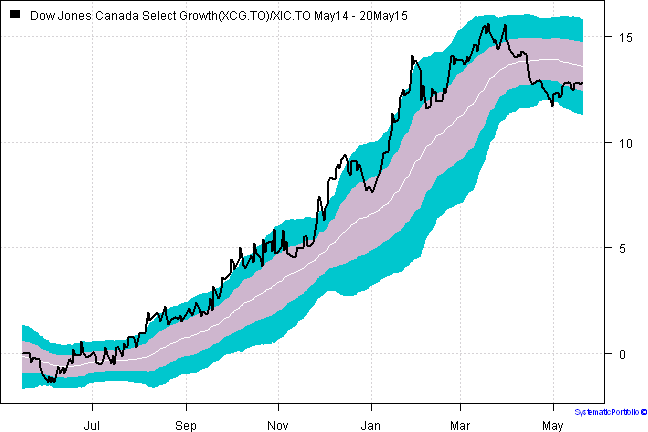 Dow Jones Canada Select Growth(XCG.TO)/XIC.TO May14 - 20May15
15
10
5
0
Jul Sep Nov Jan Mar May
SystematicPortfolio ©